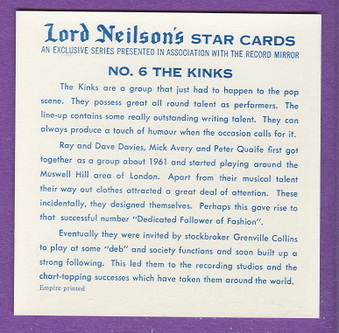 Lord Neilson's STAR CARDS
AN EXCLUSIVE SERIES PRESENTED IN ASSOCIATION WITH THE RECORD MIRROR
NO. 6 THE KINKS
The Kinks are a group that just had to happen to the pop
scene. They possess great all round talent as performers. The
line-up contains some really outstanding writing talent. They can
always produce a touch of humour when the occasion calls for it.
Ray and Dave Davies, Mick Avery and Peter Quaife first got
together as a group about 1961 and started playing around the
Muswell Hill area of London. Apart from their musical talent
their way out clothes attracted a great deal of attention. These
incidentally, they designed themselves. Perhaps this gave rise to
that successful number "Dedicated Follower of Fashion".
Eventually they were invited by stockbroker Grenville Collins
to play at some "deb" and society functions and soon built up a
strong following. This led them to the recording studios and the
chart-topping successes which have taken them around the world.
Empire printed